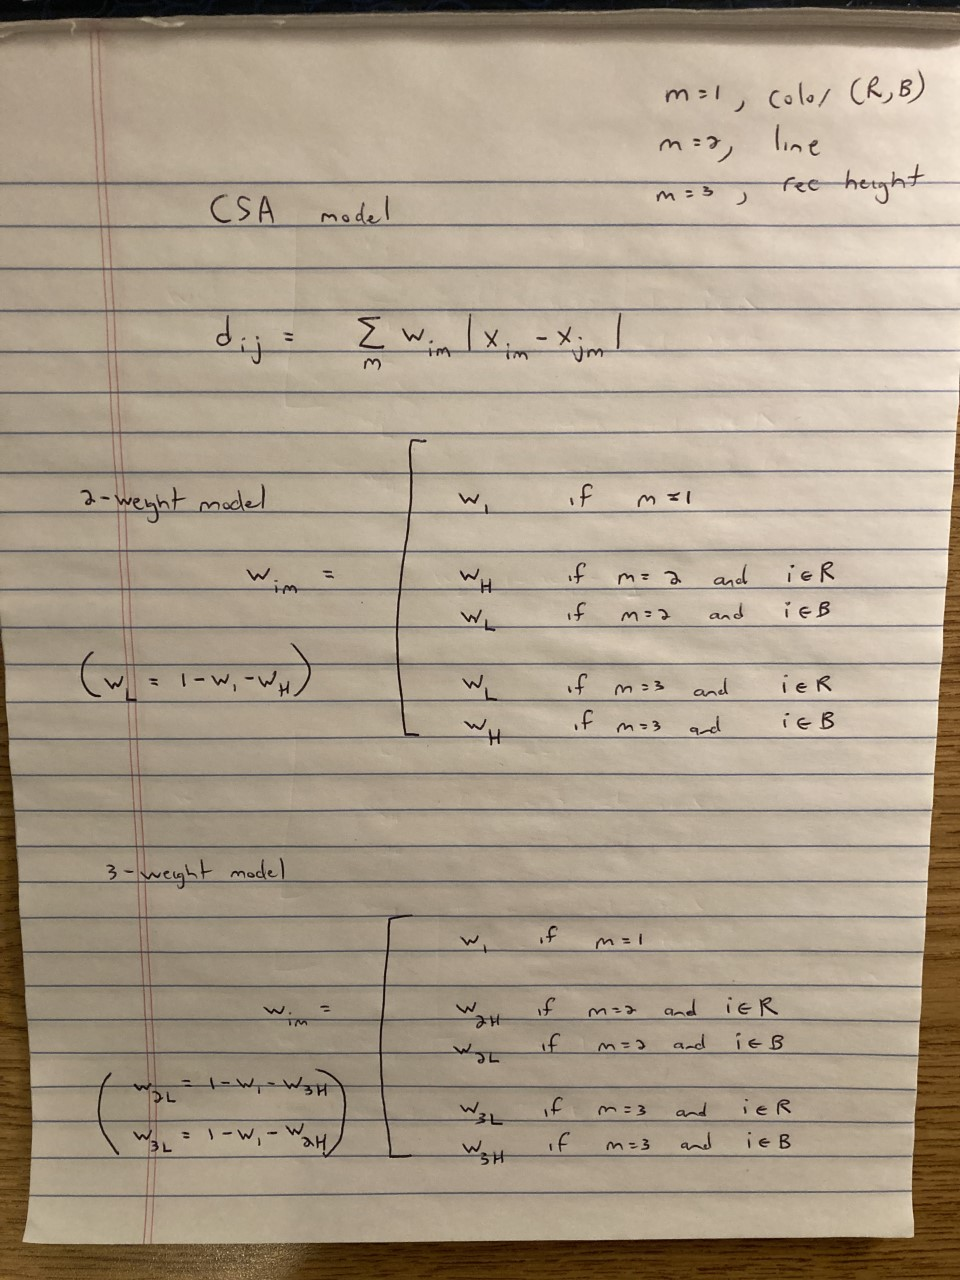 m=1, color (R, B)
m=2, line
m=3, rec height
CSA model
d_ij = Σ_m w_im |x_im - x_jm|
2-weight model
w_1 if m=1
w_im =
w_H if m=2 and i∈R
w_L if m=2 and i∈B
(w_L = 1-w_1-w_H)
w_L if m=3 and i∈R
w_H if m=3 and i∈B
3-weight model
w_1 if m=1
w_im =
w_2H if m=2 and i∈R
w_2L if m=2 and i∈B
(w_2L = 1-w_1-w_3H
w_3L = 1-w_1-w_2H)
w_3L if m=3 and i∈R
w_3H if m=3 and i∈B